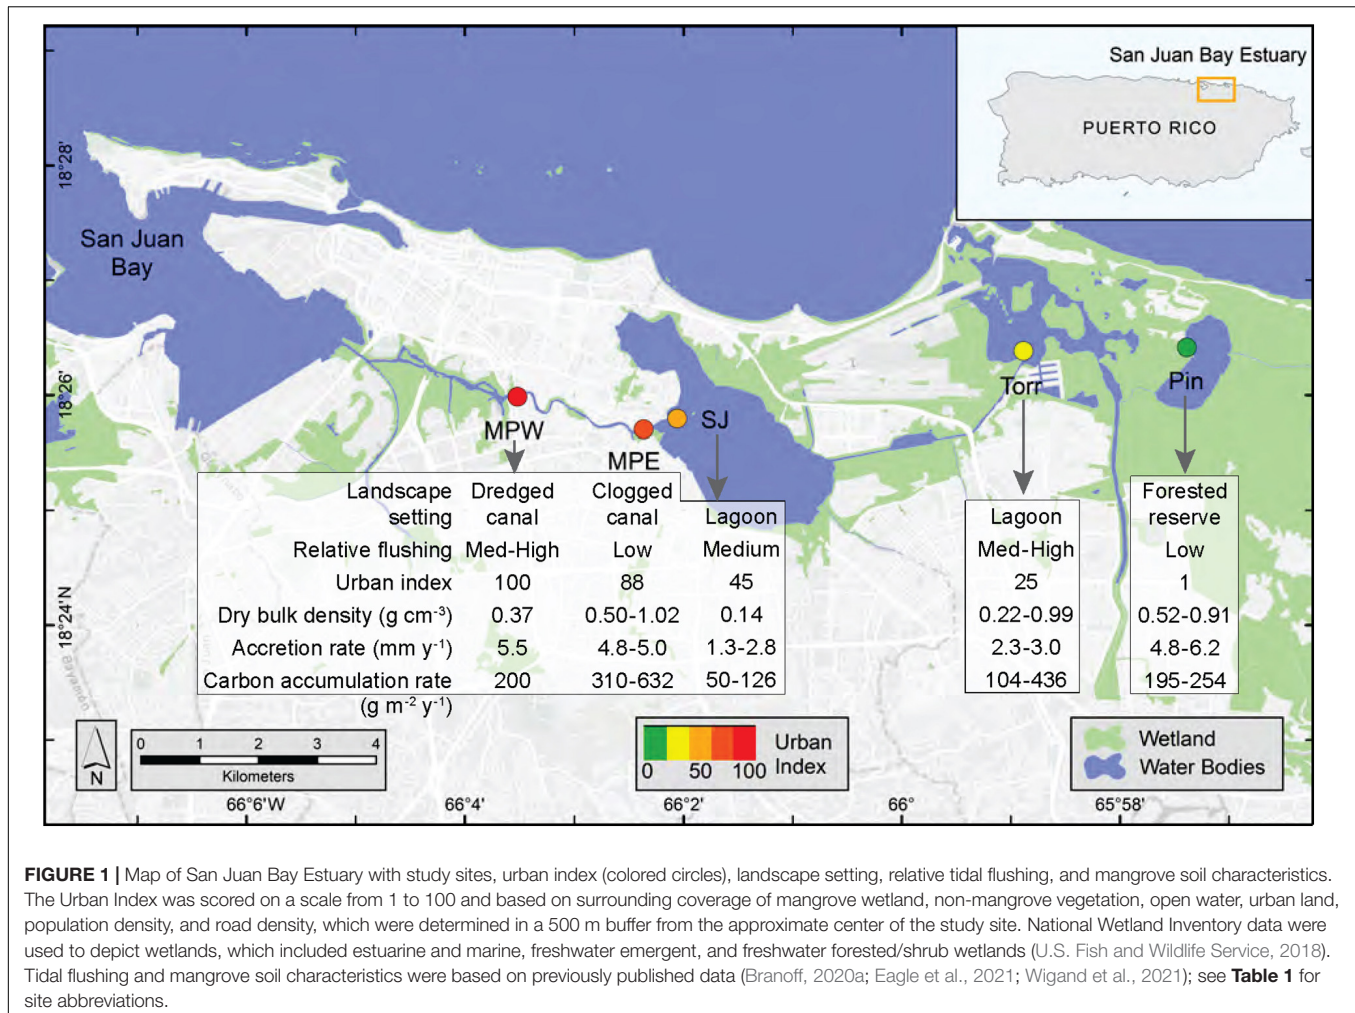 San Juan Bay Estuary
PUERTO RICO
18°28'
18°26'
18°24'N
San Juan
Bay
MPW
MPE
SJ
Torr
Pin
Landscape setting Dredged canal Clogged canal Lagoon Lagoon Forested reserve
Relative flushing Med-High Low Medium Med-High Low
Urban index 100 88 45 25 1
Dry bulk density (g cm-3) 0.37 0.50-1.02 0.14 0.22-0.99 0.52-0.91
Accretion rate (mm y-1) 5.5 4.8-5.0 1.3-2.8 2.3-3.0 4.8-6.2
Carbon accumulation rate (g m-2 y-1) 200 310-632 50-126 104-436 195-254
Bayamón
N
0 1 2 3 4
Kilometers
0 50 100
Urban
Index
Wetland
Water Bodies
66°6'W 66°4' 66°2' 66° 65°58'
FIGURE 1 | Map of San Juan Bay Estuary with study sites, urban index (colored circles), landscape setting, relative tidal flushing, and mangrove soil characteristics.
The Urban Index was scored on a scale from 1 to 100 and based on surrounding coverage of mangrove wetland, non-mangrove vegetation, open water, urban land,
population density, and road density, which were determined in a 500 m buffer from the approximate center of the study site. National Wetland Inventory data were
used to depict wetlands, which included estuarine and marine, freshwater emergent, and freshwater forested/shrub wetlands (U.S. Fish and Wildlife Service, 2018).
Tidal flushing and mangrove soil characteristics were based on previously published data (Branoff, 2020a; Eagle et al., 2021; Wigand et al., 2021); see Table 1 for
site abbreviations.